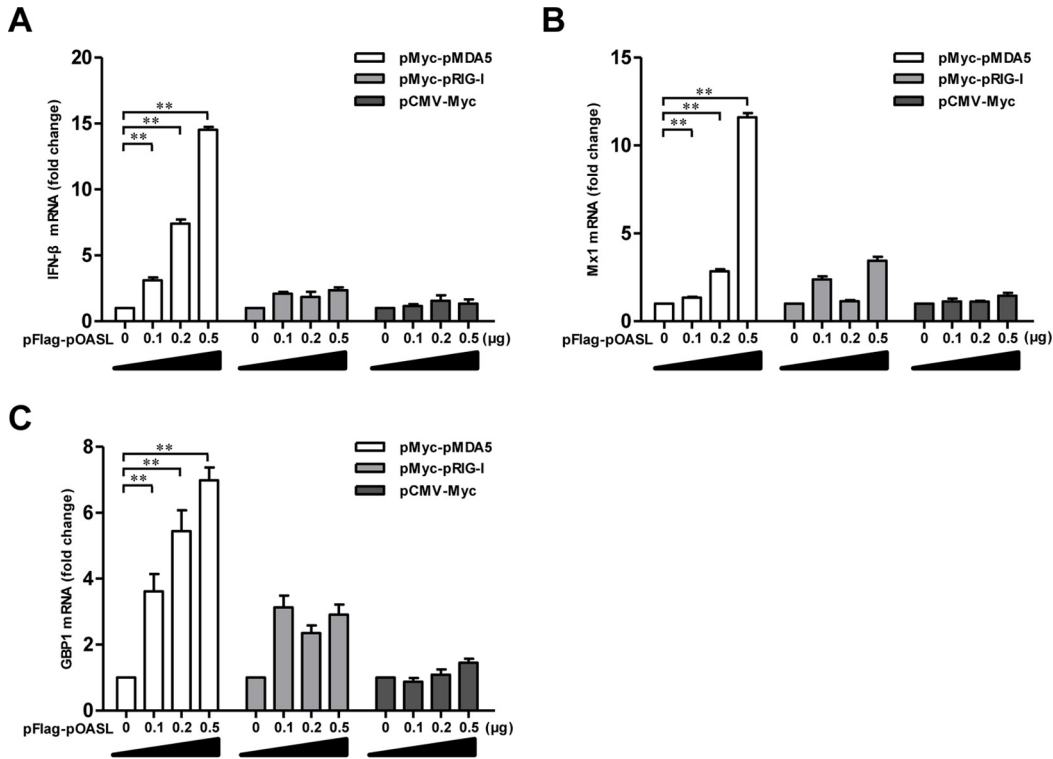 A
IFN-β mRNA (fold change)
20
15
10
5
0
pMyc-pMDA5
pMyc-pRIG-I
pCMV-Myc
** ** **
pFlag-pOASL 0 0.1 0.2 0.5 0 0.1 0.2 0.5 0 0.1 0.2 0.5 (μg)
B
Mx1 mRNA (fold change)
15
10
5
0
pMyc-pMDA5
pMyc-pRIG-I
pCMV-Myc
** ** **
pFlag-pOASL 0 0.1 0.2 0.5 0 0.1 0.2 0.5 0 0.1 0.2 0.5 (μg)
C
GBP1 mRNA (fold change)
8
6
4
2
0
pMyc-pMDA5
pMyc-pRIG-I
pCMV-Myc
** ** **
pFlag-pOASL 0 0.1 0.2 0.5 0 0.1 0.2 0.5 0 0.1 0.2 0.5 (μg)